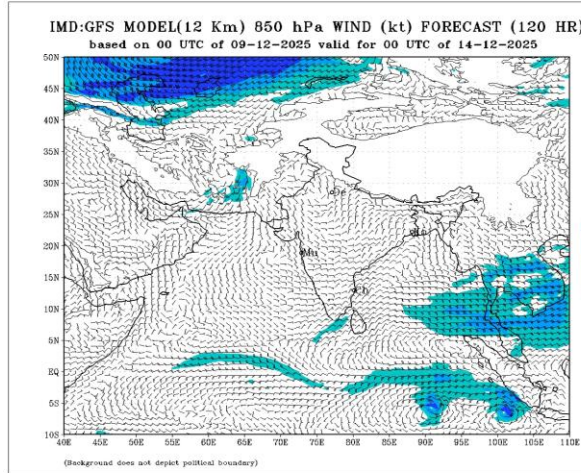 IMD:GFS MODEL(12 Km) 850 hPa WIND (kt) FORECAST (120 HR)
based on 00 UTC of 09-12-2025 valid for 00 UTC of 14-12-2025
50N
45N
40N
35N
30N
25N
20N
15N
10N
5N
EQ
5S
10S
De
Mu
Ch
40E 45E 50E 55E 60E 65E 70E 75E 80E 85E 90E 95E 100E 105E 110E
(Background does not depict political boundary)